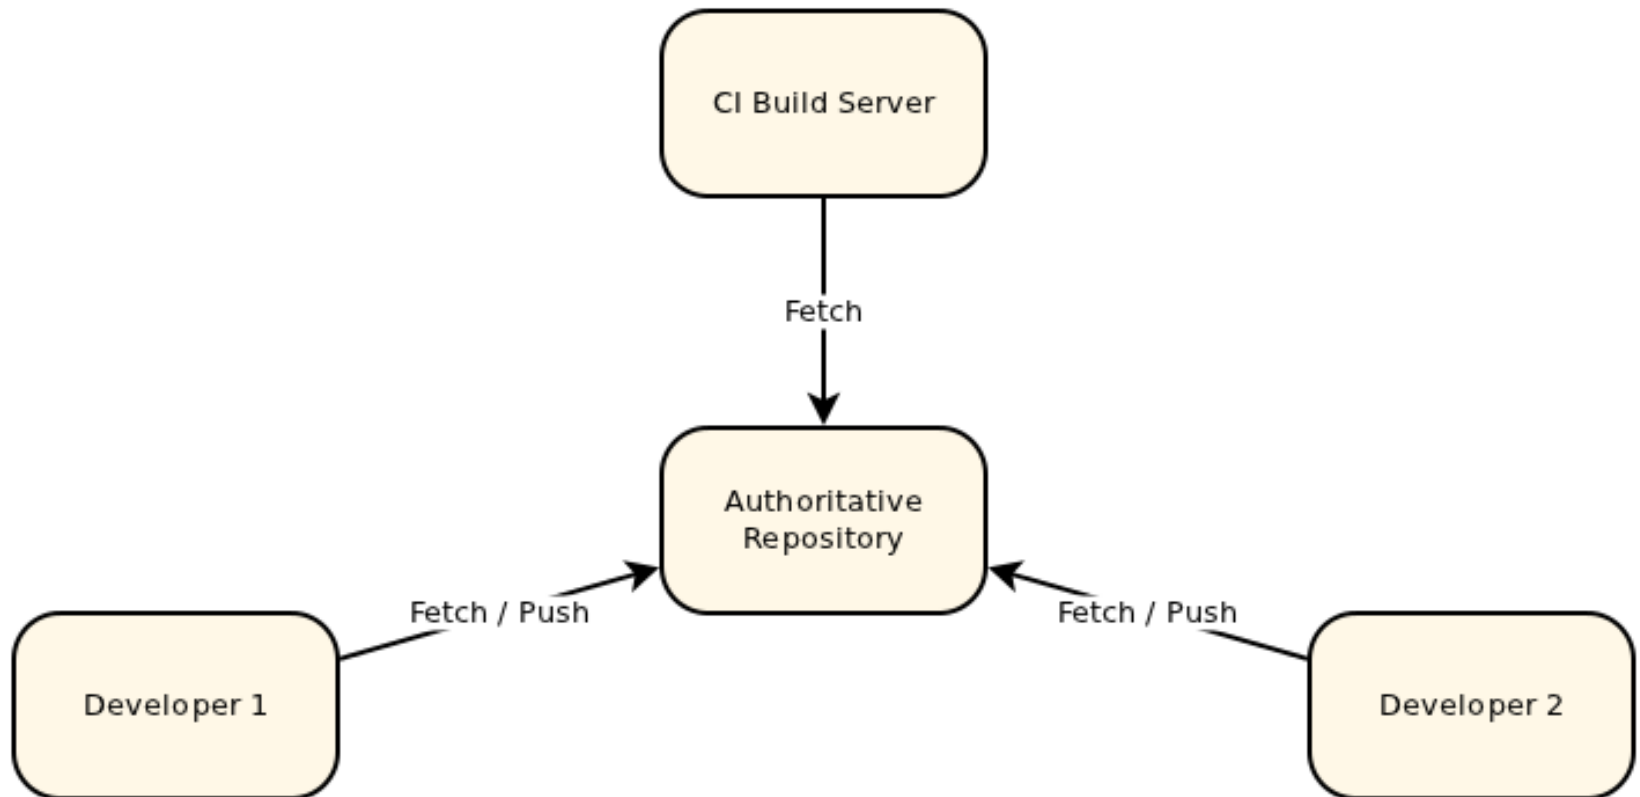 CI Build Server
Fetch
Authoritative
Repository
Fetch / Push
Fetch / Push
Developer 1
Developer 2